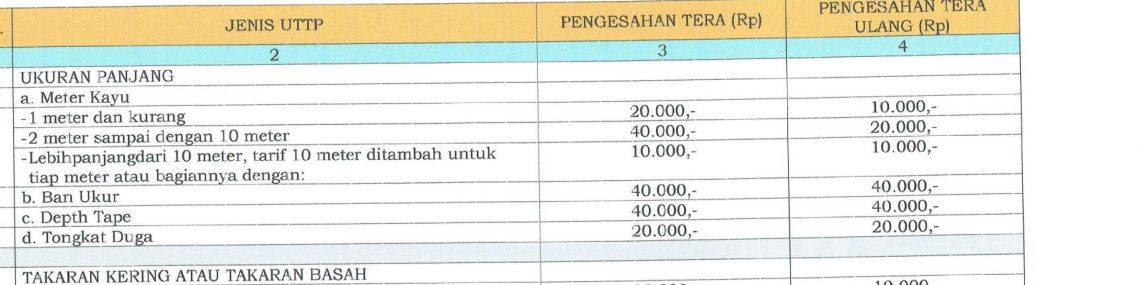 JENIS UTTP PENGESAHAN TERA (Rp) PENGESAHAN TERA
ULANG (Rp)
2 3 4
UKURAN PANJANG
a. Meter Kayu
-1 meter dan kurang 20.000,- 10.000,-
-2 meter sampai dengan 10 meter 40.000,- 20.000,-
-Lebihpanjangdari 10 meter, tarif 10 meter ditambah untuk 10.000,- 10.000,-
tiap meter atau bagiannya dengan:
b. Ban Ukur 40.000,- 40.000,-
c. Depth Tape 40.000,- 40.000,-
d. Tongkat Duga 20.000,- 20.000,-
TAKARAN KERING ATAU TAKARAN BASAH